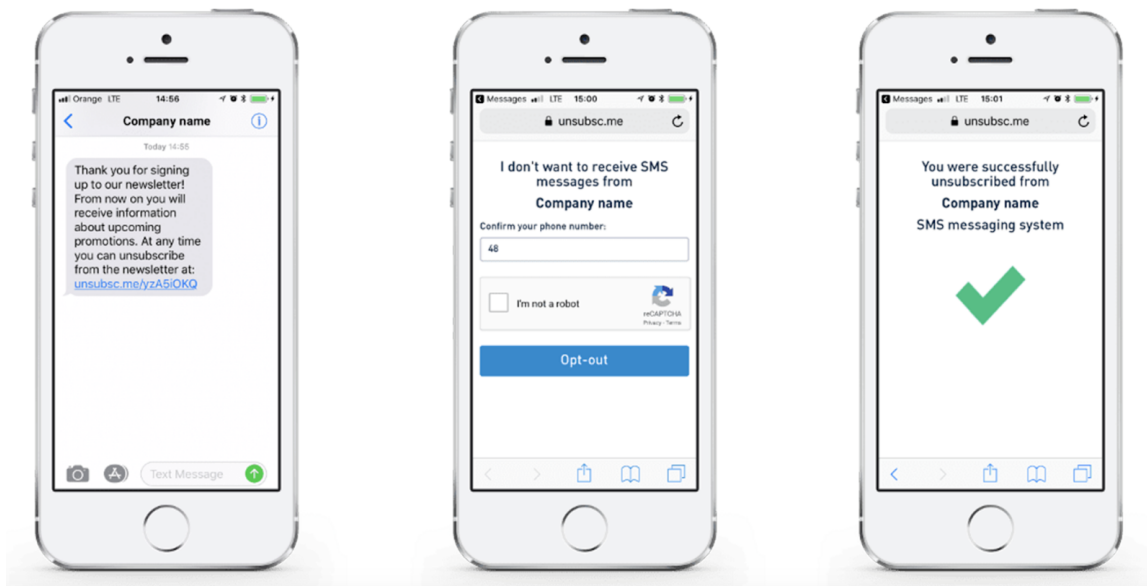 Orange LTE 14:56
Company name
Today 14:55
Thank you for signing
up to our newsletter!
From now on you will
receive information
about upcoming
promotions. At any time
you can unsubscribe
from the newsletter at:
unsubsc.me/yzA5iOKQ
Text Message
Messages LTE 15:00
unsubsc.me
I don't want to receive SMS
messages from
Company name
Confirm your phone number:
48
I'm not a robot
reCAPTCHA
Privacy - Terms
Opt-out
Messages LTE 15:01
unsubsc.me
You were successfully
unsubscribed from
Company name
SMS messaging system